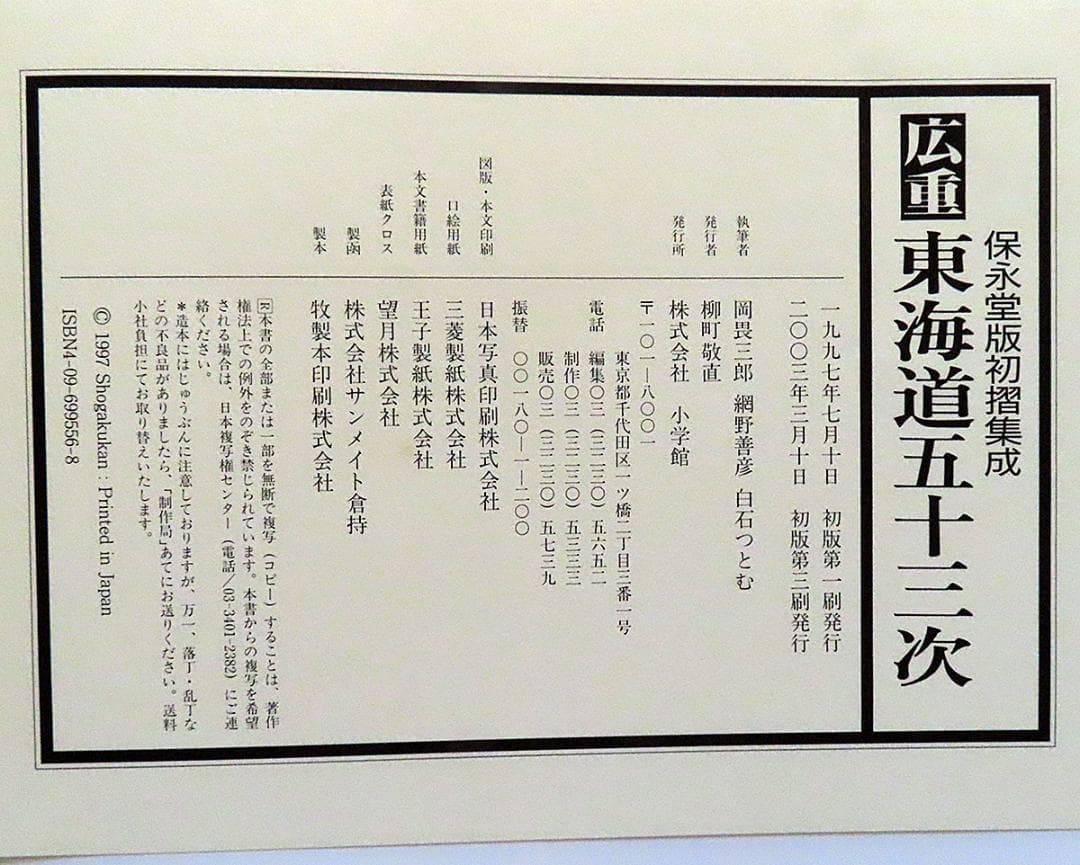 保永堂版初摺集成
広重 東海道五十三次
一九九七年七月十日 初版第一刷発行
二〇〇三年三月十日 初版第三刷発行
執筆者 岡畏三郎 網野善彦 白石つとむ
発行者 柳町敬直
発行所 株式会社 小学館
〒一〇一-八〇〇一
東京都千代田区一ツ橋二丁目三番一号
電話 編集〇三(三二三〇)五六五二
制作〇三(三二三〇)五三三三
販売〇三(三二三〇)五七三九
振替 〇〇一八〇-一-二〇〇
図版・本文印刷 日本写真印刷株式会社
口絵用紙 三菱製紙株式会社
本文書籍用紙 王子製紙株式会社
表紙クロス 望月株式会社
製函 株式会社サンメイト倉持
製本 牧製本印刷株式会社
R本書の全部または一部を無断で複写(コピー)することは、著作
権法上での例外をのぞき禁じられています。本書からの複写を希望
される場合は、日本複写権センター(電話/03-3401-2382)にご連
絡ください。
*造本にはじゅうぶんに注意しておりますが、万一、落丁・乱丁な
どの不良品がありましたら、「制作局」あてにお送りください。送料
小社負担にてお取り替えいたします。
© 1997 Shogakukan : Printed in Japan
ISBN4-09-699556-8